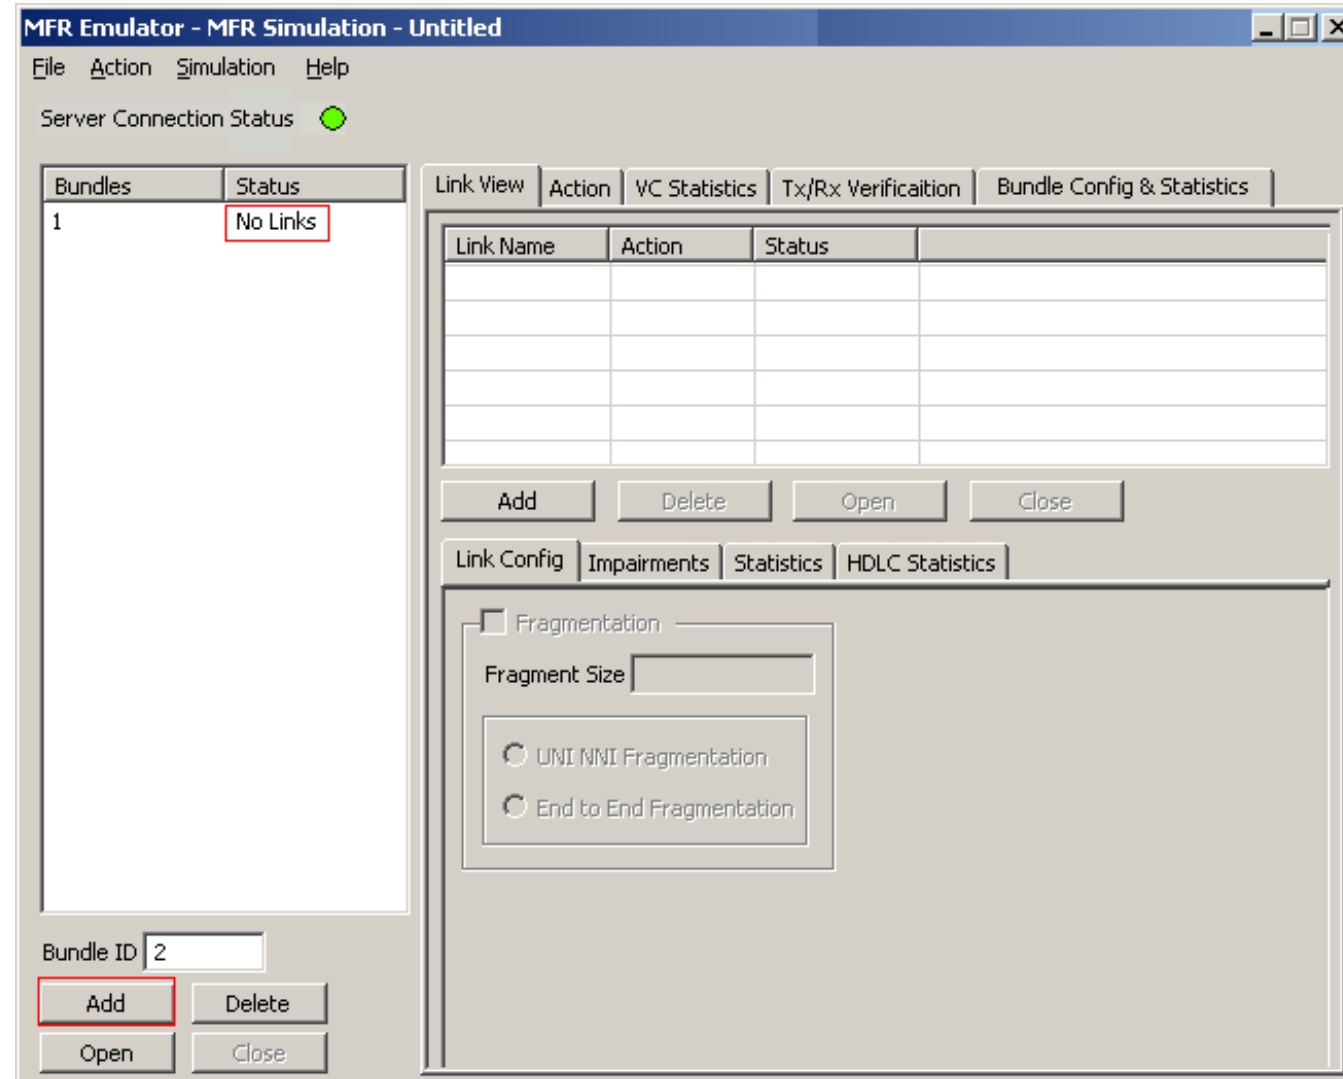 MFR Emulator - MFR Simulation - Untitled
File Action Simulation Help
Server Connection Status
Bundles Status
1 No Links
Link View Action VC Statistics Tx/Rx Verificaition Bundle Config & Statistics
Link Name Action Status
Add Delete Open Close
Link Config Impairments Statistics HDLC Statistics
Fragmentation
Fragment Size
UNI NNI Fragmentation
End to End Fragmentation
Bundle ID 2
Add Delete
Open Close